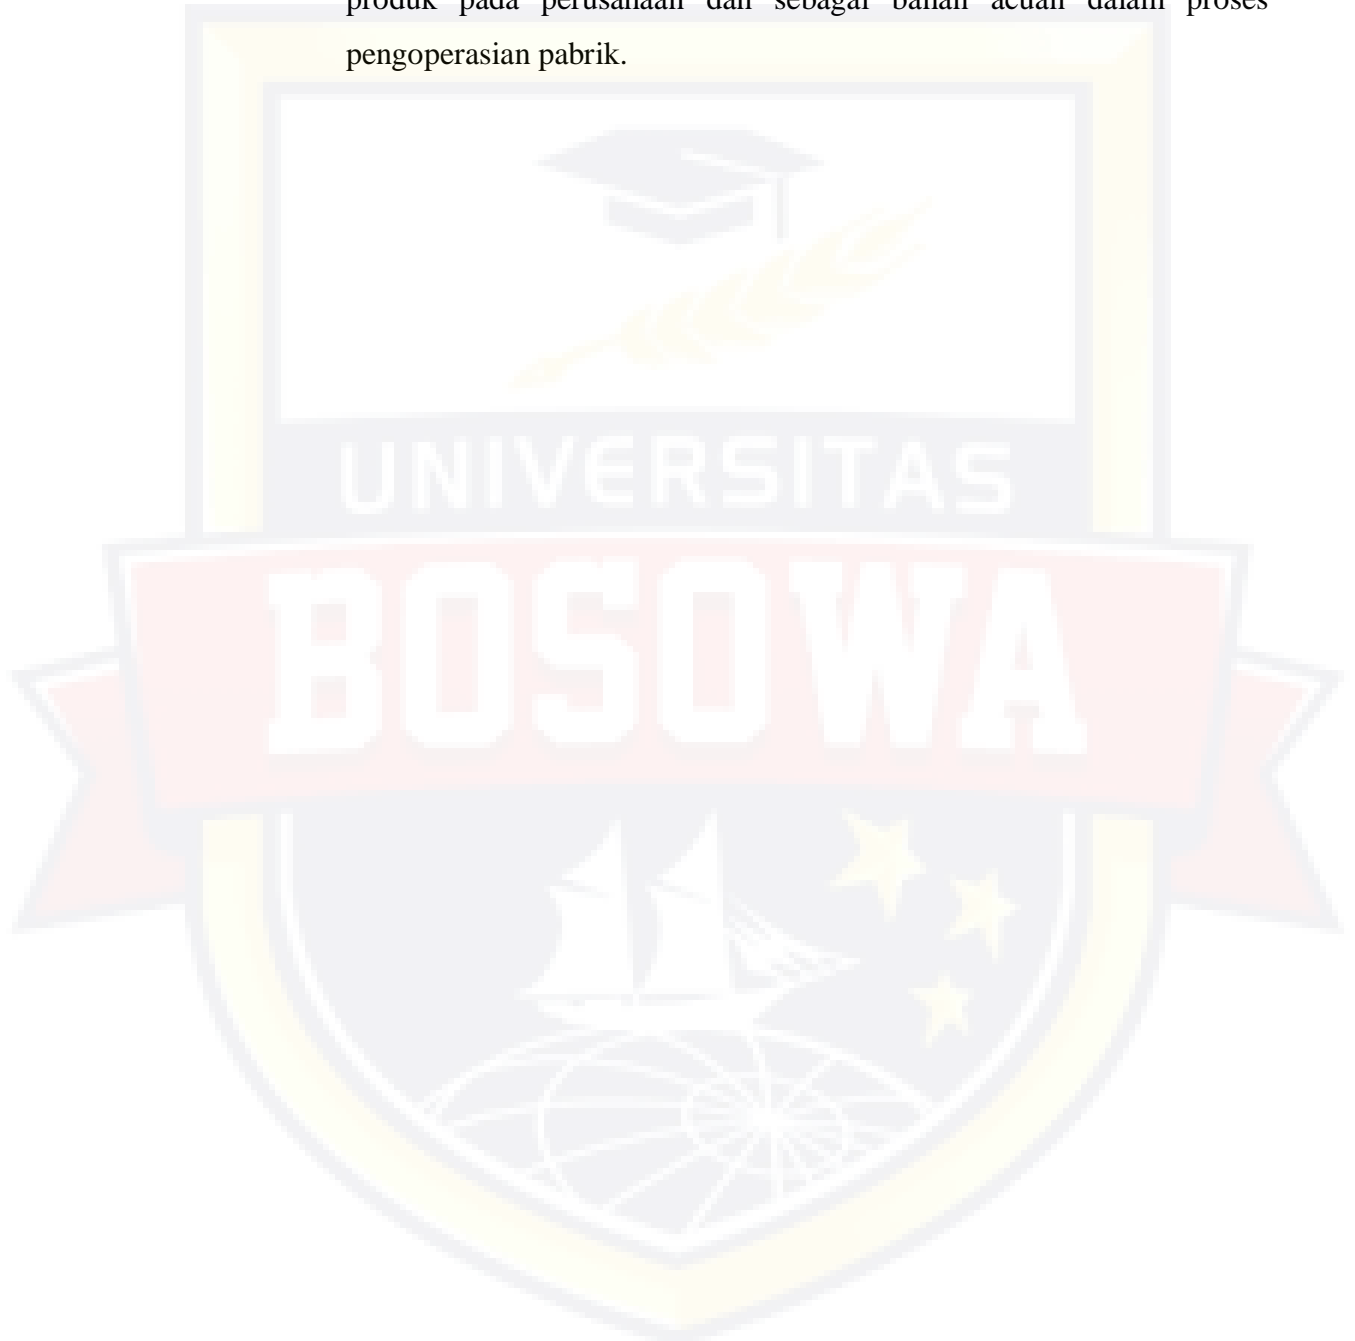 produk pada perusahaan dan sebagai bahan acuan dalam proses
pengoperasian pabrik.
UNIVERSITAS
BOSOWA